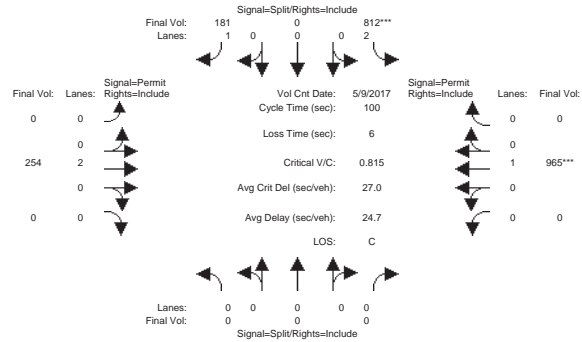 Signal=Split/Rights=Include
Final Vol: 181 0 812***
Lanes: 1 0 0 0 2
Signal=Permit Signal=Permit
Final Vol: Lanes: Rights=Include Vol Cnt Date: 5/9/2017 Rights=Include Lanes: Final Vol:
Cycle Time (sec): 100
0 0 0 0
Loss Time (sec): 6
0 0
254 2 Critical V/C: 0.815 1 965***
0 Avg Crit Del (sec/veh): 27.0 0
0 0 Avg Delay (sec/veh): 24.7 0 0
LOS: C
Lanes: 0 0 0 0 0
Final Vol: 0 0 0
Signal=Split/Rights=Include